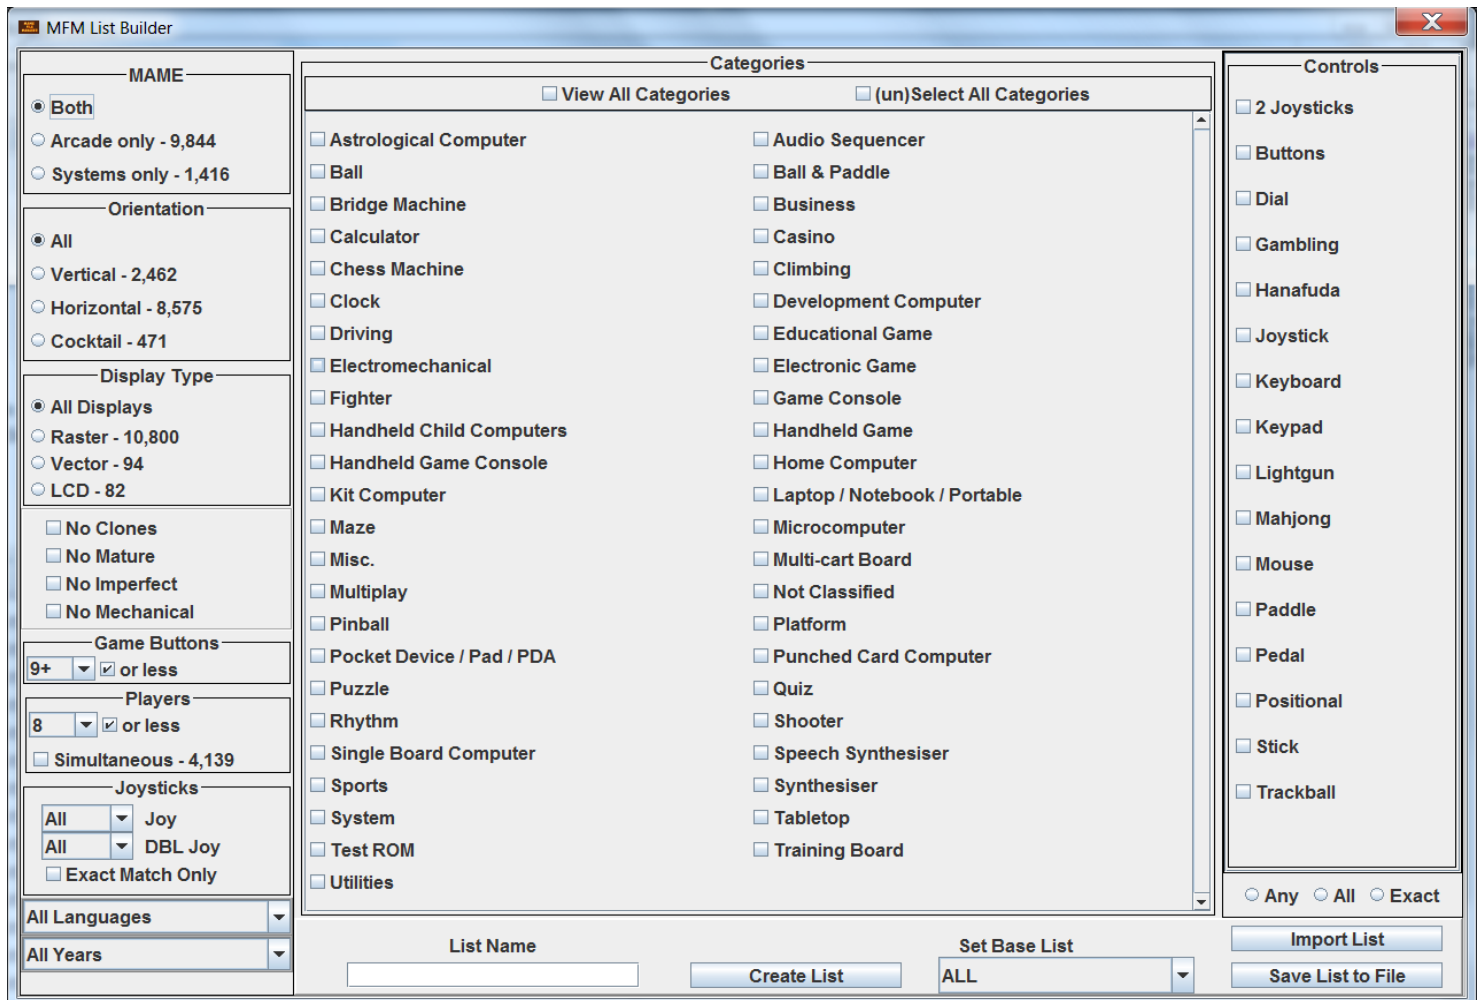 MFM List Builder
MAME
Both
Arcade only - 9,844
Systems only - 1,416
Orientation
All
Vertical - 2,462
Horizontal - 8,575
Cocktail - 471
Display Type
All Displays
Raster - 10,800
Vector - 94
LCD - 82
No Clones
No Mature
No Imperfect
No Mechanical
Game Buttons
9+ or less
Players
8 or less
Simultaneous - 4,139
Joysticks
All Joy
All DBL Joy
Exact Match Only
All Languages
All Years
Categories
View All Categories (un)Select All Categories
Astrological Computer Audio Sequencer
Ball Ball & Paddle
Bridge Machine Business
Calculator Casino
Chess Machine Climbing
Clock Development Computer
Driving Educational Game
Electromechanical Electronic Game
Fighter Game Console
Handheld Child Computers Handheld Game
Handheld Game Console Home Computer
Kit Computer Laptop / Notebook / Portable
Maze Microcomputer
Misc. Multi-cart Board
Multiplay Not Classified
Pinball Platform
Pocket Device / Pad / PDA Punched Card Computer
Puzzle Quiz
Rhythm Shooter
Single Board Computer Speech Synthesiser
Sports Synthesiser
System Tabletop
Test ROM Training Board
Utilities
List Name Set Base List
Create List ALL
Controls
2 Joysticks
Buttons
Dial
Gambling
Hanafuda
Joystick
Keyboard
Keypad
Lightgun
Mahjong
Mouse
Paddle
Pedal
Positional
Stick
Trackball
Any All Exact
Import List
Save List to File